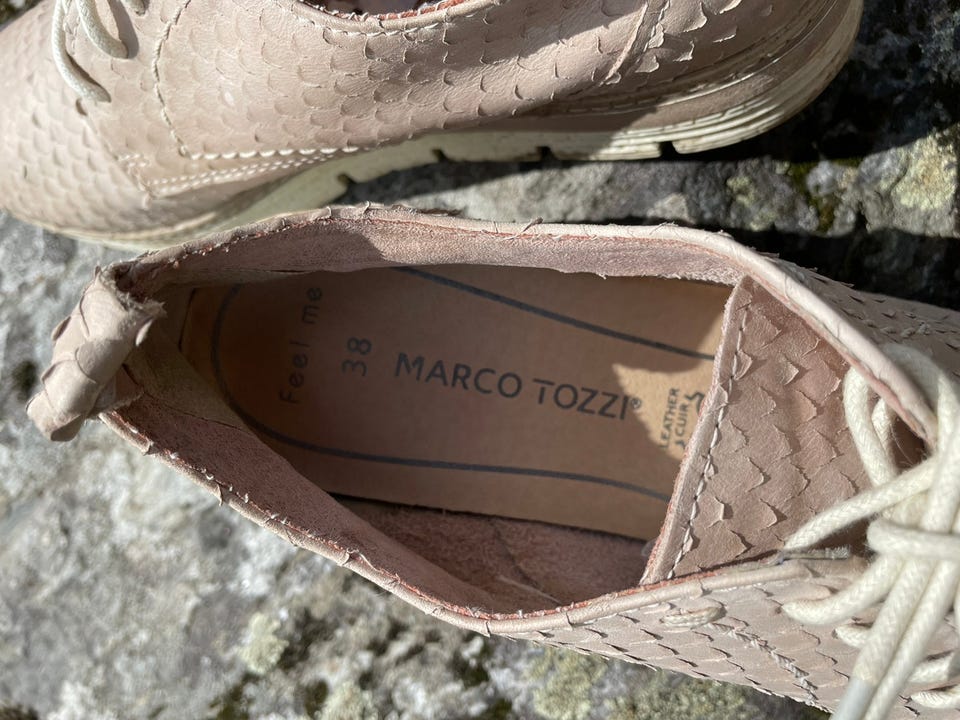 Feel me
38
MARCO TOZZI®
LEATHER
CUIR